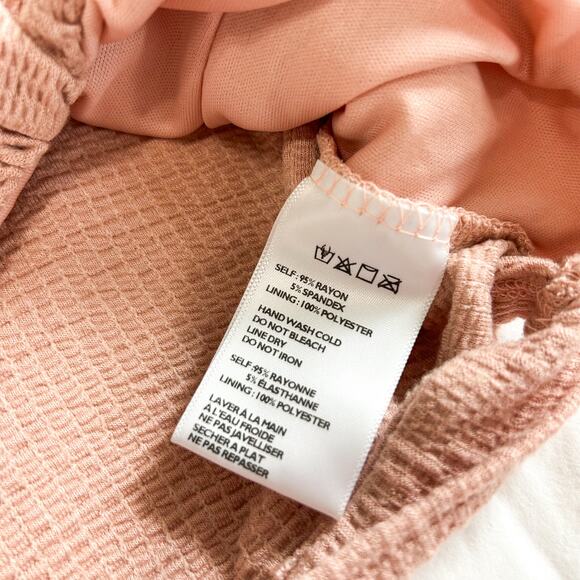 SELF: 95% RAYON
5% SPANDEX
LINING: 100% POLYESTER
HAND WASH COLD
DO NOT BLEACH
LINE DRY
DO NOT IRON
SELF: 95% RAYONNE
5% ÉLASTHANNE
LINING: 100% POLYESTER
LAVER À LA MAIN
A L'EAU FROIDE
NE PAS JAVELLISER
SECHER A PLAT
NE PAS REPASSER